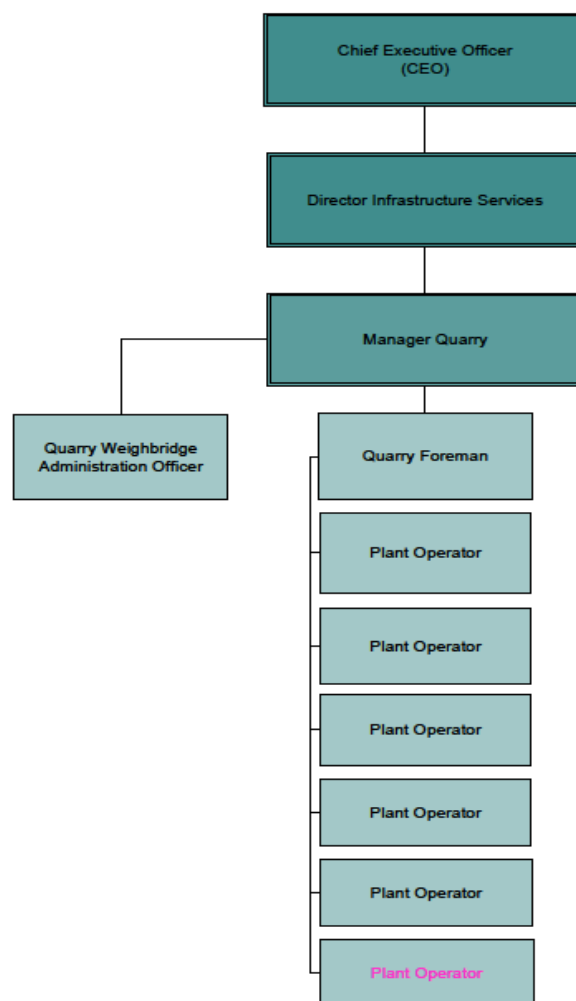 Chief Executive Officer
(CEO)
Director Infrastructure Services
Manager Quarry
Quarry Weighbridge
Administration Officer
Quarry Foreman
Plant Operator
Plant Operator
Plant Operator
Plant Operator
Plant Operator
Plant Operator